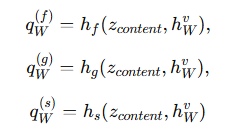 q_W^{(f)} = h_f(z_{content}, h_W^v),
q_W^{(g)} = h_g(z_{content}, h_W^v),
q_W^{(s)} = h_s(z_{content}, h_W^v)